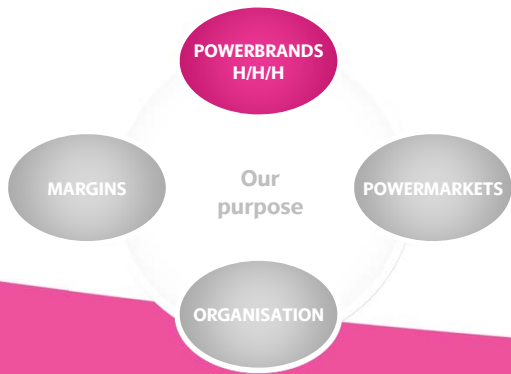 POWERBRANDS
H/H/H
MARGINS
Our
purpose
POWERMARKETS
ORGANISATION